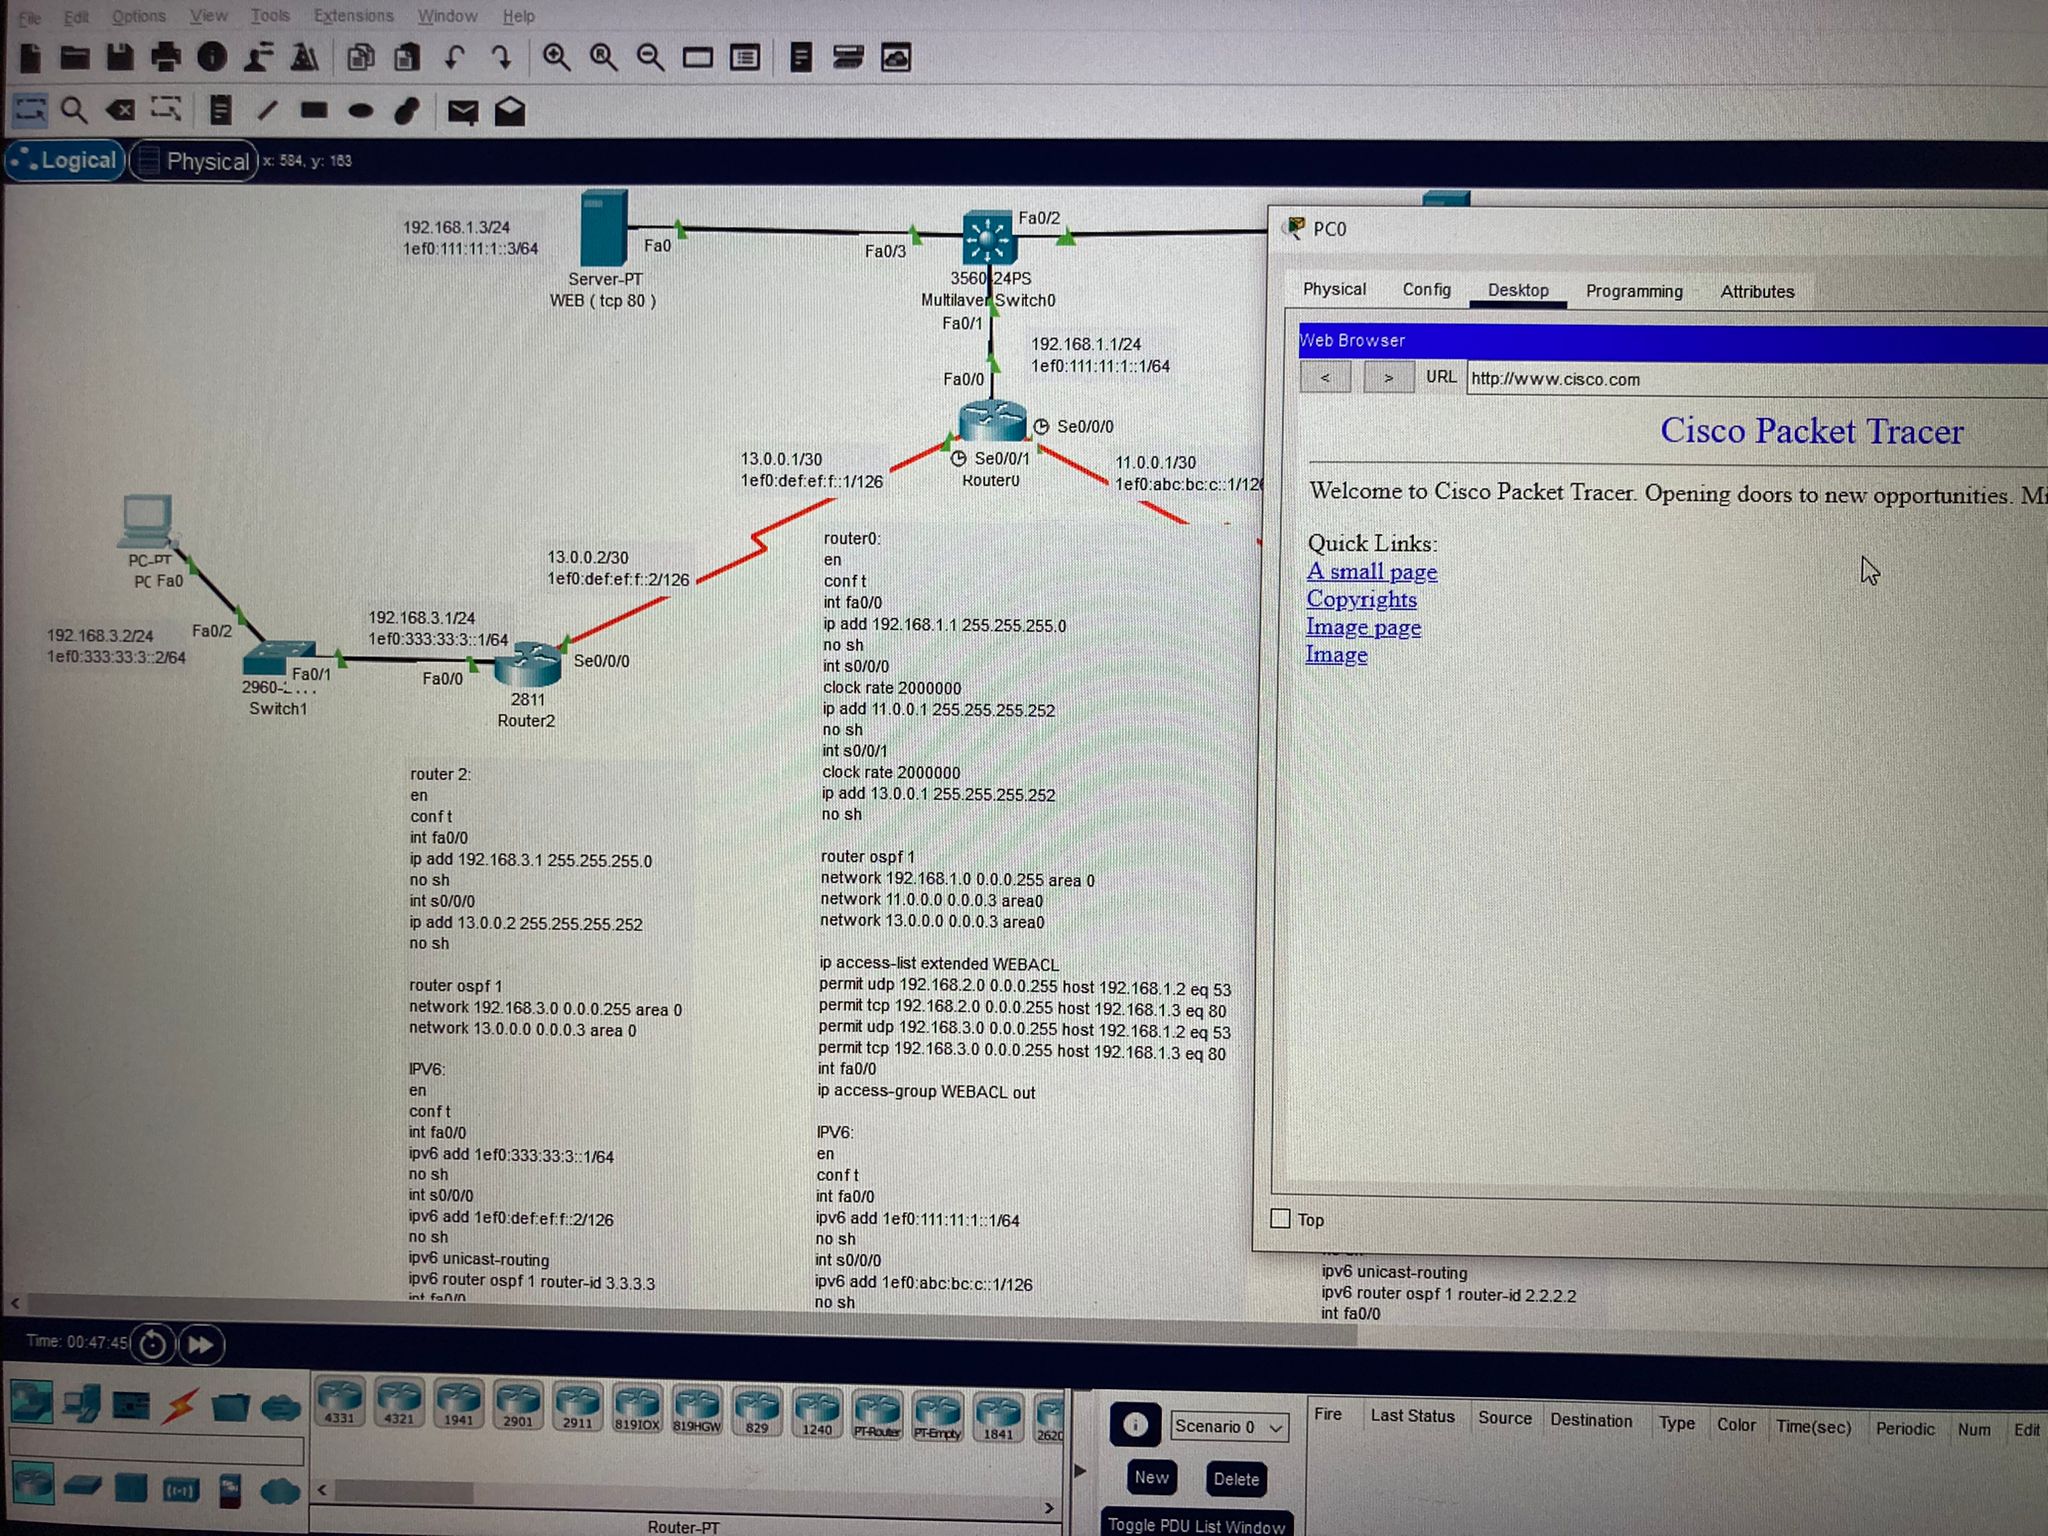 File Edit Options View Tools Extensions Window Help
Logical Physical x: 584, y: 163
192.168.1.3/24
1ef0:111:11:1::3/64
Fa0
Server-PT
WEB ( tcp 80 )
Fa0/3
Fa0/2
3560-24PS
Multilayer Switch0
Fa0/1
192.168.1.1/24
1ef0:111:11:1::1/64
Fa0/0
Se0/0/0
Se0/0/1
Router0
13.0.0.1/30
1ef0:def:ef:f::1/126
11.0.0.1/30
1ef0:abc:bc:c::1/126
13.0.0.2/30
1ef0:def:ef:f::2/126
PC-PT
PC Fa0
192.168.3.2/24
1ef0:333:33:3::2/64
Fa0/2
192.168.3.1/24
1ef0:333:33:3::1/64
Fa0/1
2960-
Switch1
Fa0/0
Se0/0/0
2811
Router2
router 2:
en
conf t
int fa0/0
ip add 192.168.3.1 255.255.255.0
no sh
int s0/0/0
ip add 13.0.0.2 255.255.255.252
no sh
router ospf 1
network 192.168.3.0 0.0.0.255 area 0
network 13.0.0.0 0.0.0.3 area 0
IPV6:
en
conf t
int fa0/0
ipv6 add 1ef0:333:33:3::1/64
no sh
int s0/0/0
ipv6 add 1ef0:def:ef:f::2/126
no sh
ipv6 unicast-routing
ipv6 router ospf 1 router-id 3.3.3.3
int fa0/0
router0:
en
conf t
int fa0/0
ip add 192.168.1.1 255.255.255.0
no sh
int s0/0/0
clock rate 2000000
ip add 11.0.0.1 255.255.255.252
no sh
int s0/0/1
clock rate 2000000
ip add 13.0.0.1 255.255.255.252
no sh
router ospf 1
network 192.168.1.0 0.0.0.255 area 0
network 11.0.0.0 0.0.0.3 area0
network 13.0.0.0 0.0.0.3 area0
ip access-list extended WEBACL
permit udp 192.168.2.0 0.0.0.255 host 192.168.1.2 eq 53
permit tcp 192.168.2.0 0.0.0.255 host 192.168.1.3 eq 80
permit udp 192.168.3.0 0.0.0.255 host 192.168.1.2 eq 53
permit tcp 192.168.3.0 0.0.0.255 host 192.168.1.3 eq 80
int fa0/0
ip access-group WEBACL out
IPV6:
en
conf t
int fa0/0
ipv6 add 1ef0:111:11:1::1/64
no sh
int s0/0/0
ipv6 add 1ef0:abc:bc:c::1/126
no sh
PC0
Physical Config Desktop Programming Attributes
Web Browser
< > URL http://www.cisco.com
Cisco Packet Tracer
Welcome to Cisco Packet Tracer. Opening doors to new opportunities. Mi
Quick Links:
A small page
Copyrights
Image page
Image
Top
ipv6 unicast-routing
ipv6 router ospf 1 router-id 2.2.2.2
int fa0/0
Time: 00:47:45
4331 4321 1941 2901 2911 819IOX 819HGW 829 1240 PT-Router PT-Empty 1841 2620
Router-PT
Scenario 0
New Delete
Toggle PDU List Window
Fire Last Status Source Destination Type Color Time(sec) Periodic Num Edit